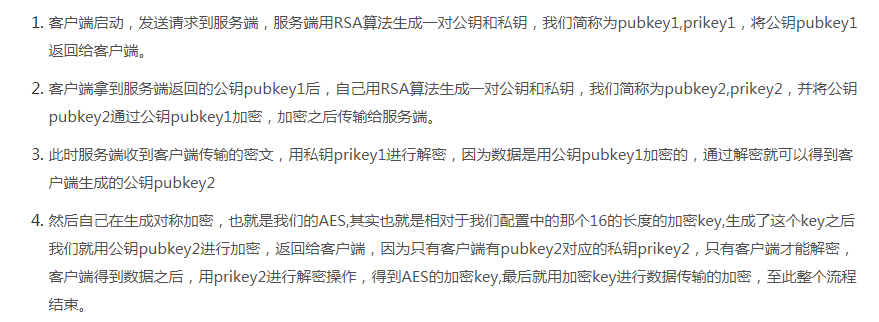 1. 客户端启动，发送请求到服务端，服务端用RSA算法生成一对公钥和私钥，我们简称为pubkey1,prikey1，将公钥pubkey1
返回给客户端。
2. 客户端拿到服务端返回的公钥pubkey1后，自己用RSA算法生成一对公钥和私钥，我们简称为pubkey2,prikey2，并将公钥
pubkey2通过公钥pubkey1加密，加密之后传输给服务端。
3. 此时服务端收到客户端传输的密文，用私钥prikey1进行解密，因为数据是用公钥pubkey1加密的，通过解密就可以得到客
户端生成的公钥pubkey2
4. 然后自己在生成对称加密，也就是我们的AES,其实也就是相对于我们配置中的那个16的长度的加密key,生成了这个key之后
我们就用公钥pubkey2进行加密，返回给客户端，因为只有客户端有pubkey2对应的私钥prikey2，只有客户端才能解密，
客户端得到数据之后，用prikey2进行解密操作，得到AES的加密key,最后就用加密key进行数据传输的加密，至此整个流程
结束。